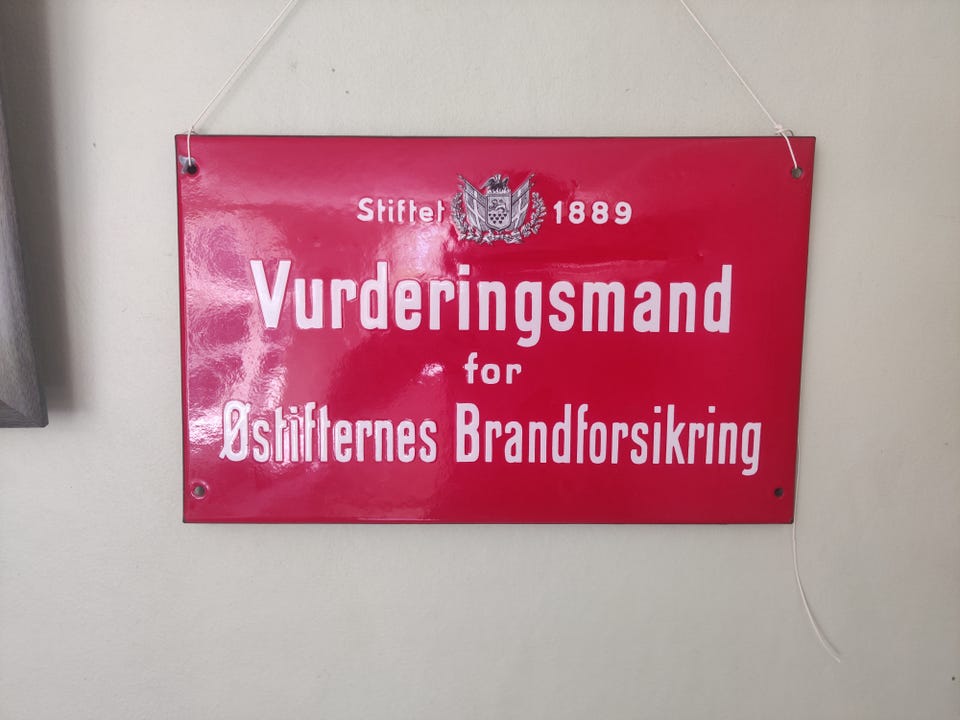 Stiftet 1889
Vurderingsmand
for
Østifternes Brandforsikring